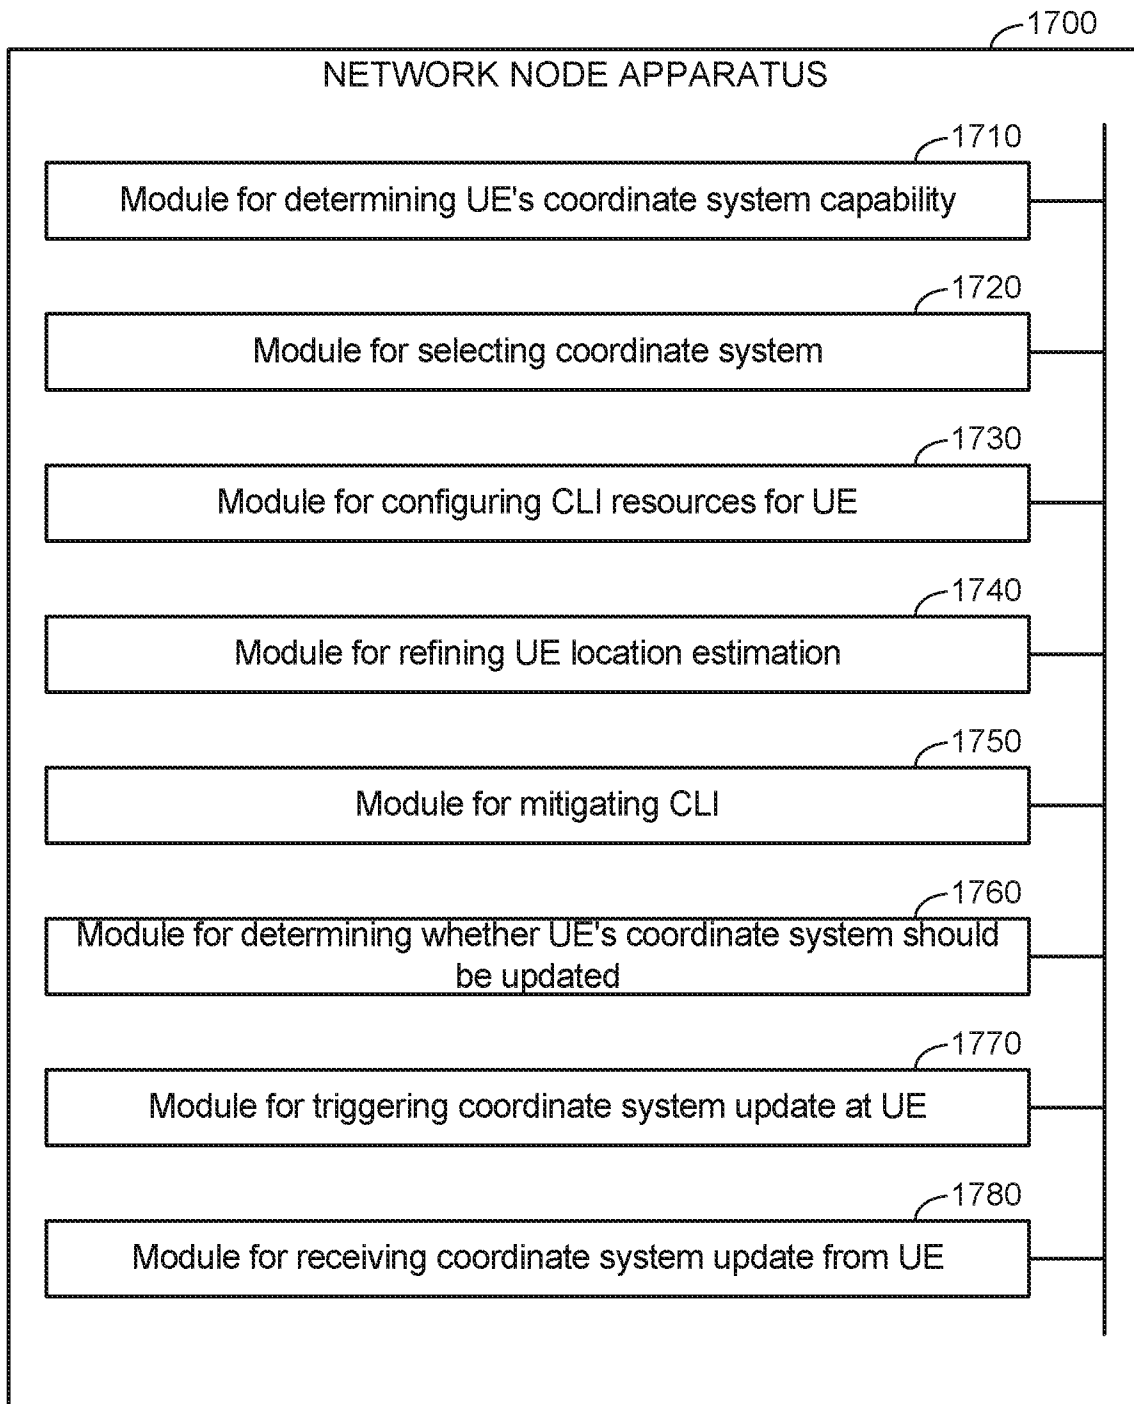 1700
NETWORK NODE APPARATUS
1710
Module for determining UE's coordinate system capability
1720
Module for selecting coordinate system
1730
Module for configuring CLI resources for UE
1740
Module for refining UE location estimation
1750
Module for mitigating CLI
1760
Module for determining whether UE's coordinate system should
be updated
1770
Module for triggering coordinate system update at UE
1780
Module for receiving coordinate system update from UE